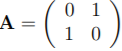 A = ( 0 1
1 0 )